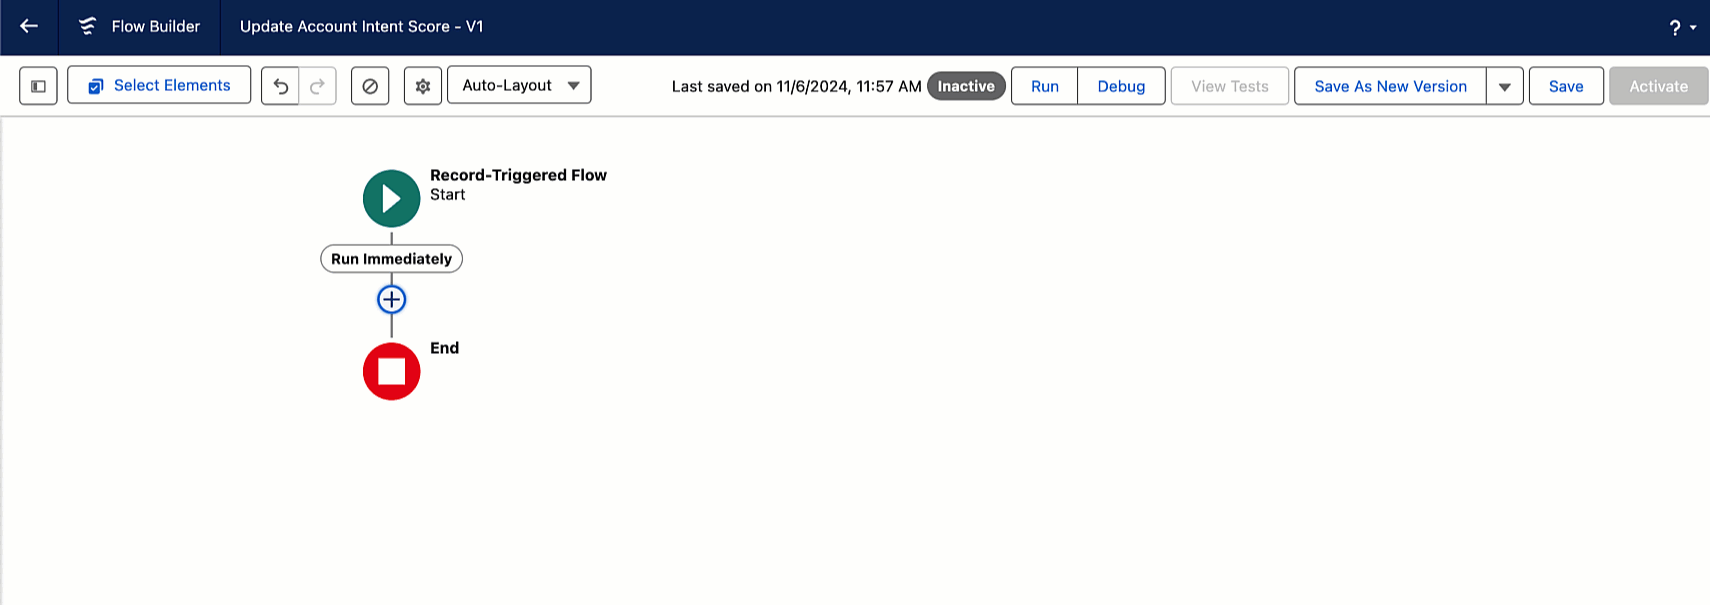 Flow Builder
Update Account Intent Score - V1
?
Select Elements
Auto-Layout
Last saved on 11/6/2024, 11:57 AM
Inactive
Run
Debug
View Tests
Save As New Version
Save
Activate
Record-Triggered Flow
Start
Run Immediately
End